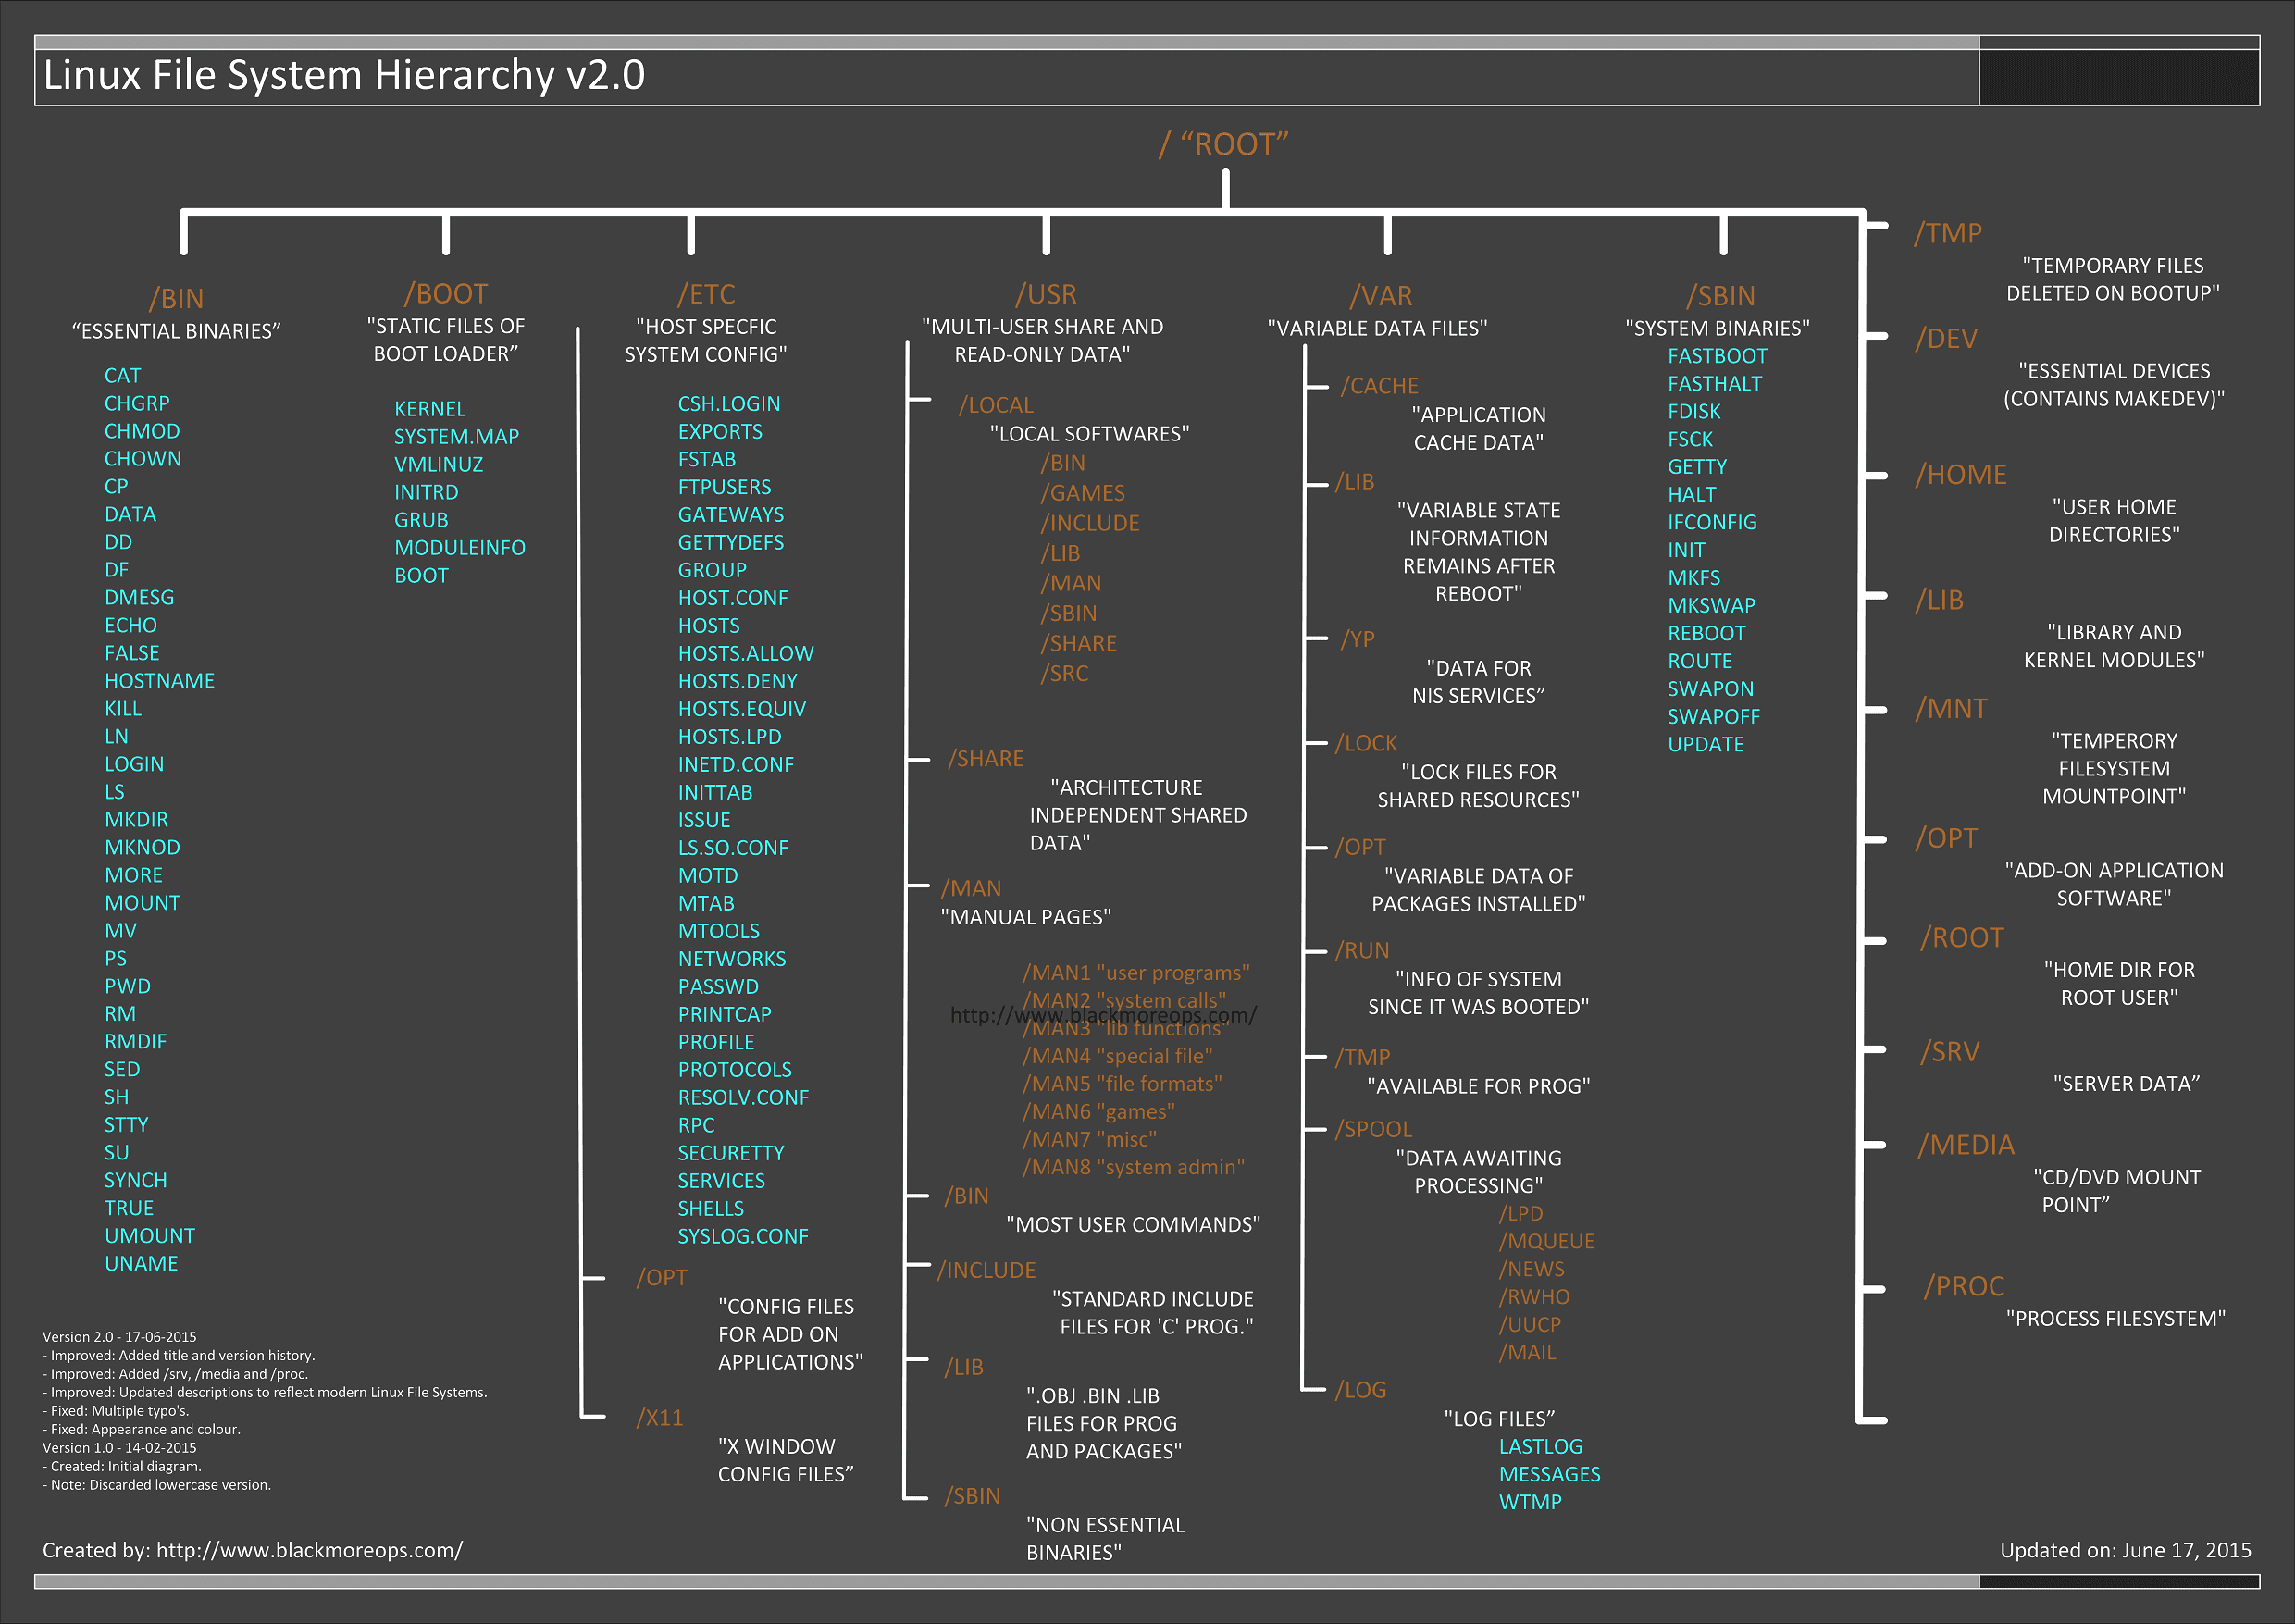 Linux File System Hierarchy v2.0
/ “ROOT”
/BIN
“ESSENTIAL BINARIES”
CAT
CHGRP
CHMOD
CHOWN
CP
DATA
DD
DF
DMESG
ECHO
FALSE
HOSTNAME
KILL
LN
LOGIN
LS
MKDIR
MKNOD
MORE
MOUNT
MV
PS
PWD
RM
RMDIF
SED
SH
STTY
SU
SYNCH
TRUE
UMOUNT
UNAME
/BOOT
"STATIC FILES OF
BOOT LOADER”
KERNEL
SYSTEM.MAP
VMLINUZ
INITRD
GRUB
MODULEINFO
BOOT
/ETC
"HOST SPECFIC
SYSTEM CONFIG"
CSH.LOGIN
EXPORTS
FSTAB
FTPUSERS
GATEWAYS
GETTYDEFS
GROUP
HOST.CONF
HOSTS
HOSTS.ALLOW
HOSTS.DENY
HOSTS.EQUIV
HOSTS.LPD
INETD.CONF
INITTAB
ISSUE
LS.SO.CONF
MOTD
MTAB
MTOOLS
NETWORKS
PASSWD
PRINTCAP
PROFILE
PROTOCOLS
RESOLV.CONF
RPC
SECURETTY
SERVICES
SHELLS
SYSLOG.CONF
/OPT
"CONFIG FILES
FOR ADD ON
APPLICATIONS"
/X11
"X WINDOW
CONFIG FILES”
/USR
"MULTI-USER SHARE AND
READ-ONLY DATA"
/LOCAL
"LOCAL SOFTWARES"
/BIN
/GAMES
/INCLUDE
/LIB
/MAN
/SBIN
/SHARE
/SRC
/SHARE
"ARCHITECTURE
INDEPENDENT SHARED
DATA"
/MAN
"MANUAL PAGES"
/MAN1 "user programs"
/MAN2 "system calls"
http://www.blackmoreops.com/
/MAN3 "lib functions"
/MAN4 "special file"
/MAN5 "file formats"
/MAN6 "games"
/MAN7 "misc"
/MAN8 "system admin"
/BIN
"MOST USER COMMANDS"
/INCLUDE
"STANDARD INCLUDE
FILES FOR 'C' PROG."
/LIB
".OBJ .BIN .LIB
FILES FOR PROG
AND PACKAGES"
/SBIN
"NON ESSENTIAL
BINARIES"
/VAR
"VARIABLE DATA FILES"
/CACHE
"APPLICATION
CACHE DATA"
/LIB
"VARIABLE STATE
INFORMATION
REMAINS AFTER
REBOOT"
/YP
"DATA FOR
NIS SERVICES”
/LOCK
"LOCK FILES FOR
SHARED RESOURCES"
/OPT
"VARIABLE DATA OF
PACKAGES INSTALLED"
/RUN
"INFO OF SYSTEM
SINCE IT WAS BOOTED"
/TMP
"AVAILABLE FOR PROG"
/SPOOL
"DATA AWAITING
PROCESSING"
/LPD
/MQUEUE
/NEWS
/RWHO
/UUCP
/MAIL
/LOG
"LOG FILES”
LASTLOG
MESSAGES
WTMP
/SBIN
"SYSTEM BINARIES"
FASTBOOT
FASTHALT
FDISK
FSCK
GETTY
HALT
IFCONFIG
INIT
MKFS
MKSWAP
REBOOT
ROUTE
SWAPON
SWAPOFF
UPDATE
/TMP
"TEMPORARY FILES
DELETED ON BOOTUP"
/DEV
"ESSENTIAL DEVICES
(CONTAINS MAKEDEV)"
/HOME
"USER HOME
DIRECTORIES"
/LIB
"LIBRARY AND
KERNEL MODULES"
/MNT
"TEMPERORY
FILESYSTEM
MOUNTPOINT"
/OPT
"ADD-ON APPLICATION
SOFTWARE"
/ROOT
"HOME DIR FOR
ROOT USER"
/SRV
"SERVER DATA”
/MEDIA
"CD/DVD MOUNT
POINT”
/PROC
"PROCESS FILESYSTEM"
Version 2.0 - 17-06-2015
- Improved: Added title and version history.
- Improved: Added /srv, /media and /proc.
- Improved: Updated descriptions to reflect modern Linux File Systems.
- Fixed: Multiple typo's.
- Fixed: Appearance and colour.
Version 1.0 - 14-02-2015
- Created: Initial diagram.
- Note: Discarded lowercase version.
Created by: http://www.blackmoreops.com/
Updated on: June 17, 2015